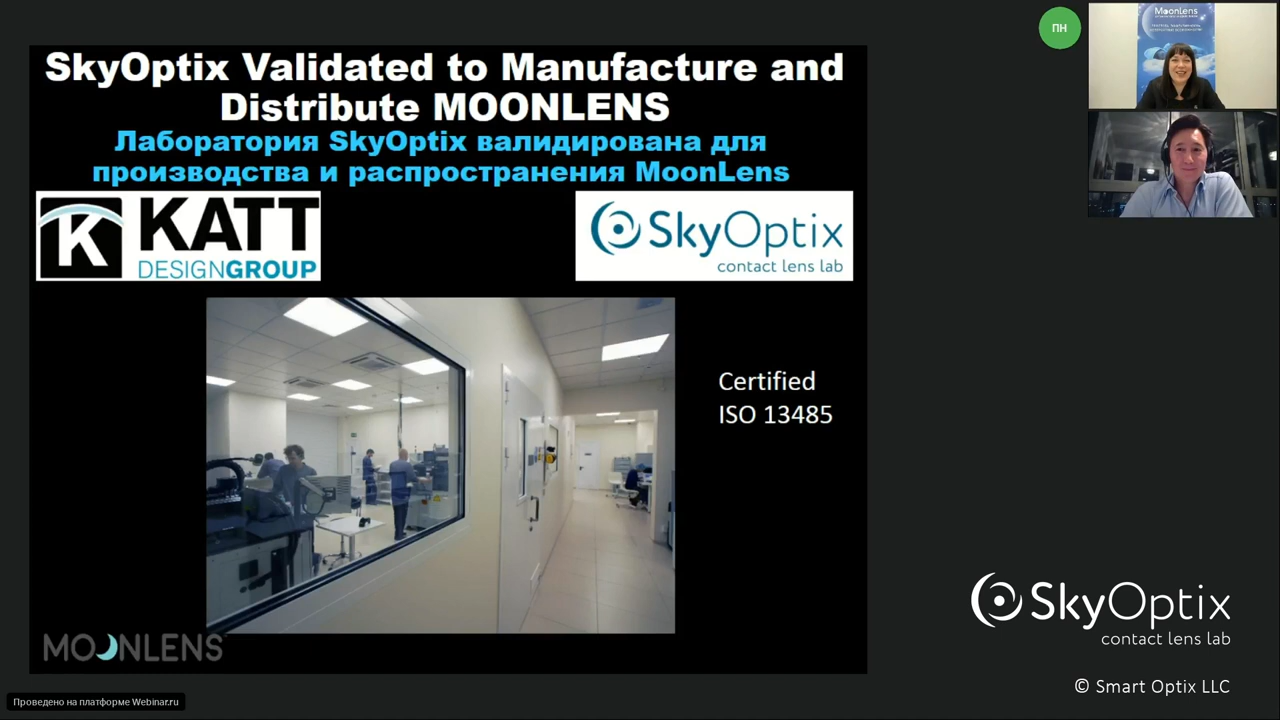 SkyOptix Validated to Manufacture and
Distribute MOONLENS
Лаборатория SkyOptix валидирована для
производства и распространения MoonLens
K KATT
DESIGNGROUP
SkyOptix
contact lens lab
Certified
ISO 13485
MOONLENS
ПН
MoonLens
SkyOptix
contact lens lab
© Smart Optix LLC
Проведено на платформе Webinar.ru